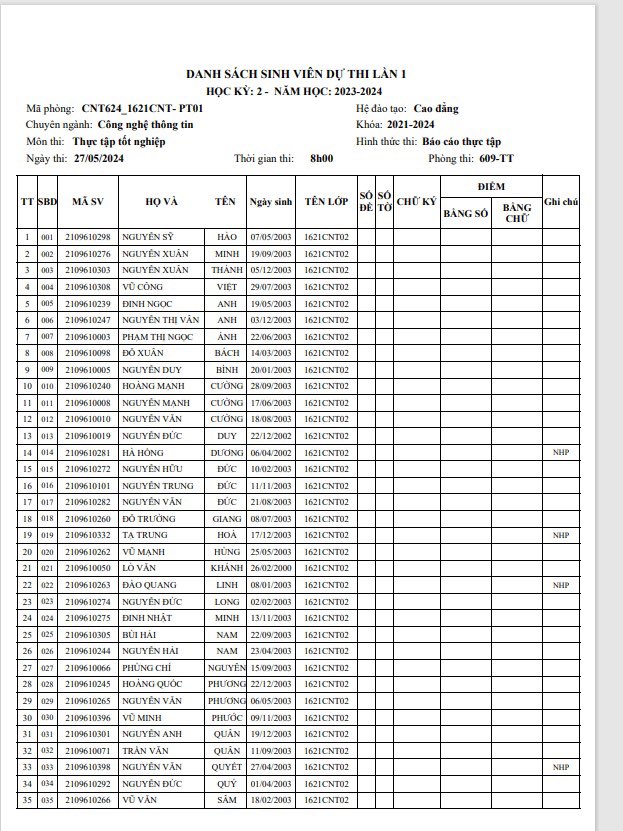 DANH SÁCH SINH VIÊN DỰ THI LẦN 1
HỌC KỲ: 2 - NĂM HỌC: 2023-2024
Mã phòng: CNT624_1621CNT- PT01 Hệ đào tạo: Cao đẳng
Chuyên ngành: Công nghệ thông tin Khóa: 2021-2024
Môn thi: Thực tập tốt nghiệp Hình thức thi: Báo cáo thực tập
Ngày thi: 27/05/2024 Thời gian thi: 8h00 Phòng thi: 609-TT
TT SBD MÃ SV HỌ VÀ TÊN Ngày sinh TÊN LỚP SỐ ĐỀ SỐ TỜ CHỮ KÝ ĐIỂM BẰNG SỐ BẰNG CHỮ Ghi chú
1 001 2109610298 NGUYỄN SỸ HÀO 07/05/2003 1621CNT02
2 002 2109610276 NGUYỄN XUÂN MINH 19/09/2003 1621CNT02
3 003 2109610303 NGUYỄN XUÂN THÀNH 05/12/2003 1621CNT02
4 004 2109610308 VŨ CÔNG VIỆT 29/07/2003 1621CNT02
5 005 2109610239 ĐINH NGỌC ANH 19/05/2003 1621CNT02
6 006 2109610247 NGUYỄN THỊ VÂN ANH 03/12/2003 1621CNT02
7 007 2109610003 PHẠM THỊ NGỌC ÁNH 22/06/2003 1621CNT02
8 008 2109610098 ĐỖ XUÂN BÁCH 14/03/2003 1621CNT02
9 009 2109610005 NGUYỄN DUY BÌNH 20/01/2003 1621CNT02
10 010 2109610240 HOÀNG MẠNH CƯỜNG 28/09/2003 1621CNT02
11 011 2109610008 NGUYỄN MẠNH CƯỜNG 17/06/2003 1621CNT02
12 012 2109610010 NGUYỄN VĂN CƯỜNG 18/08/2003 1621CNT02
13 013 2109610019 NGUYỄN ĐỨC DUY 22/12/2002 1621CNT02
14 014 2109610281 HÀ HỒNG DƯƠNG 06/04/2002 1621CNT02 NHP
15 015 2109610272 NGUYỄN HỮU ĐỨC 10/02/2003 1621CNT02
16 016 2109610101 NGUYỄN TRUNG ĐỨC 11/11/2003 1621CNT02
17 017 2109610282 NGUYỄN VĂN ĐỨC 21/08/2003 1621CNT02
18 018 2109610260 ĐỖ TRƯỜNG GIANG 08/07/2003 1621CNT02
19 019 2109610332 TẠ TRUNG HOÀ 17/12/2003 1621CNT02 NHP
20 020 2109610262 VŨ MẠNH HÙNG 25/05/2003 1621CNT02
21 021 2109610050 LÒ VĂN KHÁNH 26/02/2000 1621CNT02
22 022 2109610263 ĐÀO QUANG LINH 08/01/2003 1621CNT02 NHP
23 023 2109610274 NGUYỄN ĐỨC LONG 02/02/2003 1621CNT02
24 024 2109610275 ĐINH NHẬT MINH 13/11/2003 1621CNT02
25 025 2109610305 BÙI HẢI NAM 22/09/2003 1621CNT02
26 026 2109610244 NGUYỄN HẢI NAM 23/04/2003 1621CNT02
27 027 2109610066 PHÙNG CHÍ NGUYỆN 15/09/2003 1621CNT02
28 028 2109610245 HOÀNG QUỐC PHƯƠNG 22/12/2003 1621CNT02
29 029 2109610265 NGUYỄN VĂN PHƯƠNG 06/05/2003 1621CNT02
30 030 2109610396 VŨ MINH PHƯỚC 09/11/2003 1621CNT02
31 031 2109610301 NGUYỄN ANH QUÂN 19/12/2003 1621CNT02
32 032 2109610071 TRẦN VĂN QUÂN 11/09/2003 1621CNT02
33 033 2109610398 NGUYỄN VĂN QUYẾT 27/04/2003 1621CNT02 NHP
34 034 2109610292 NGUYỄN ĐỨC QUÝ 01/04/2003 1621CNT02
35 035 2109610266 VŨ VĂN SÂM 18/02/2003 1621CNT02